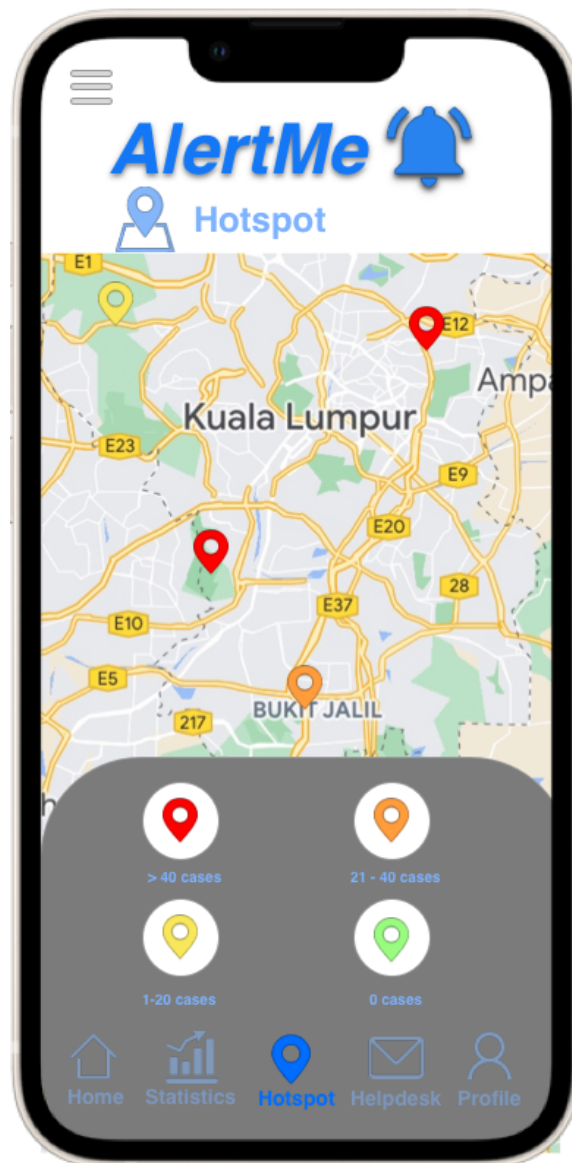 AlertMe
Hotspot
E1
E12
Ampa
Kuala Lumpur
E23
E9
E20
28
E37
E10
E5
BUKIT JALIL
217
h
> 40 cases
21 - 40 cases
1-20 cases
0 cases
Home
Statistics
Hotspot
Helpdesk
Profile